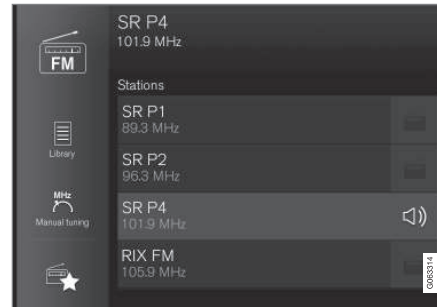 SR P4
101.9 MHz
FM
Stations
SR P1
89.3 MHz
Library
SR P2
96.3 MHz
MHz
Manual tuning
SR P4
101.9 MHz
RIX FM
105.9 MHz
G063314